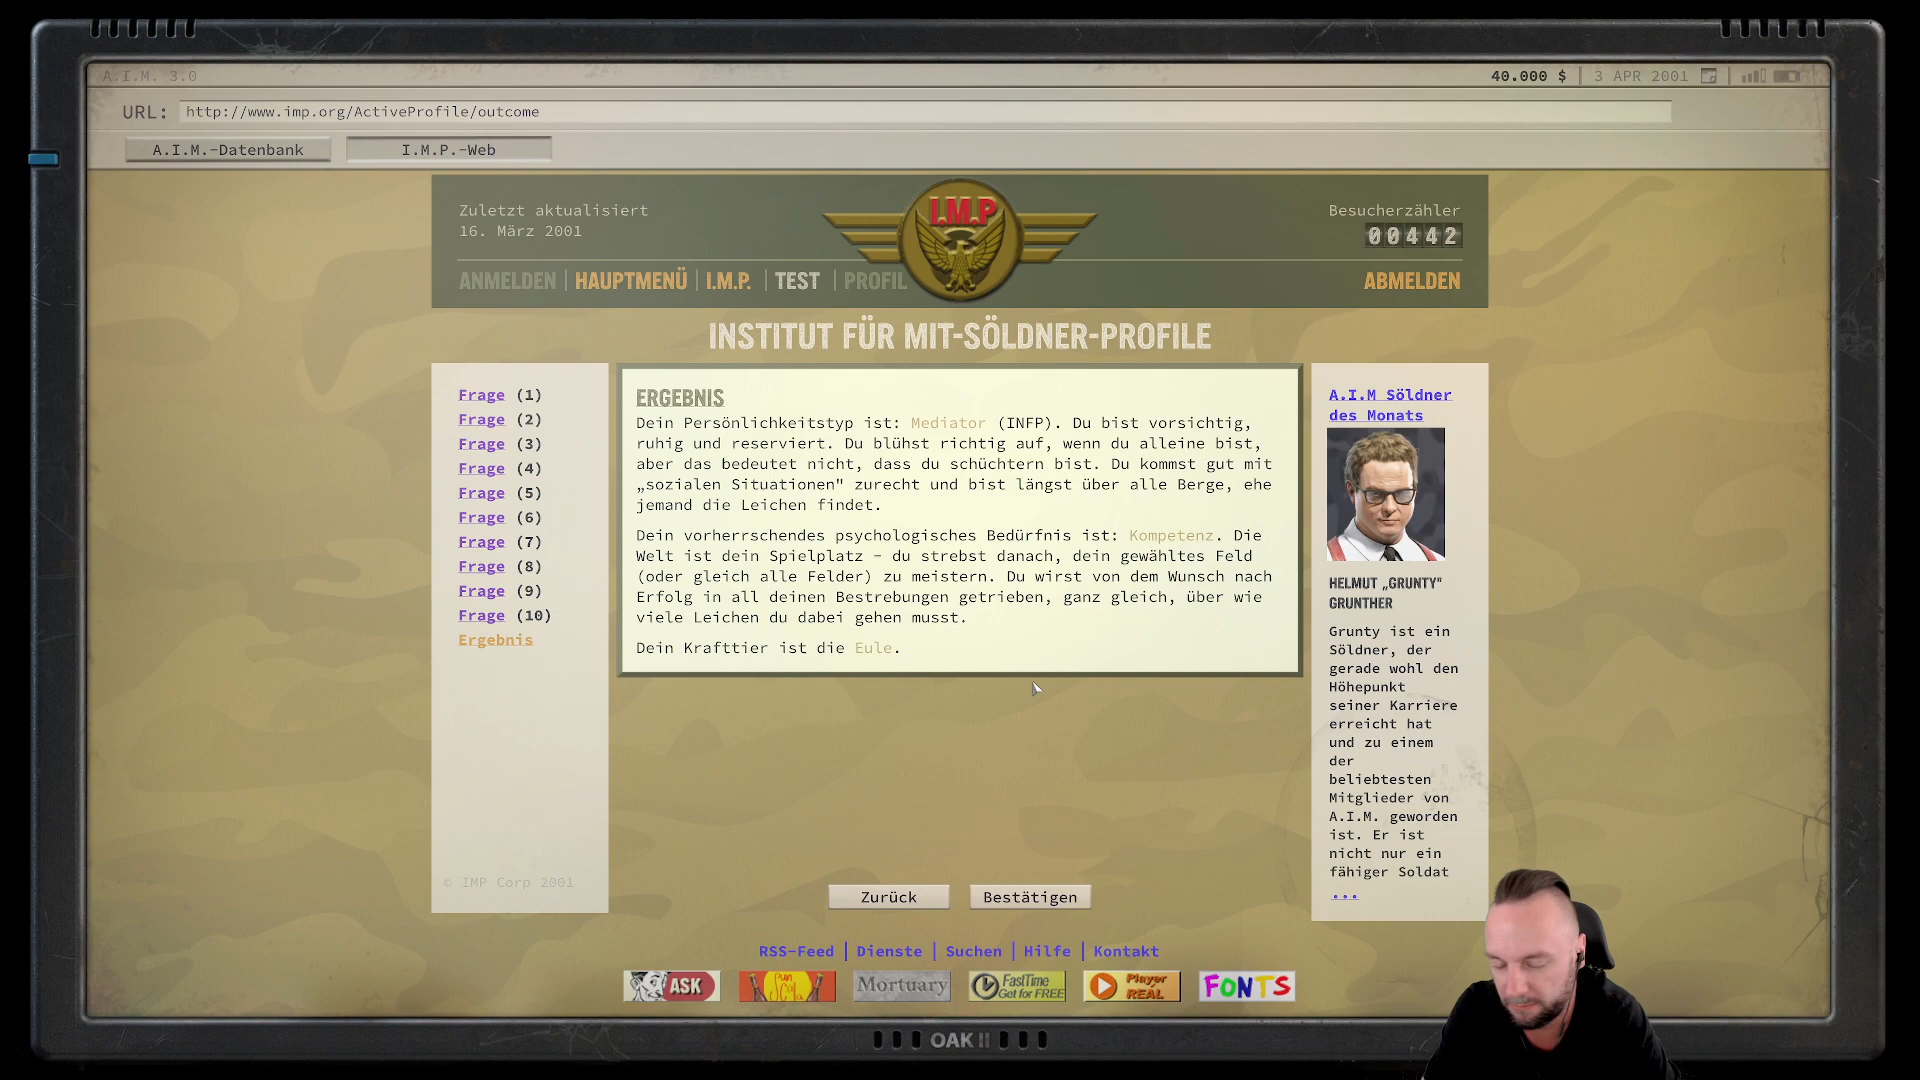 A.I.M. 3.0
40.000 $ | 3 APR 2001
URL: http://www.imp.org/ActiveProfile/outcome
A.I.M.-Datenbank
I.M.P.-Web
Zuletzt aktualisiert
16. März 2001
I.M.P
Besucherzähler
00442
ANMELDEN | HAUPTMENÜ | I.M.P. | TEST | PROFIL
ABMELDEN
INSTITUT FÜR MIT-SÖLDNER-PROFILE
Frage (1)
Frage (2)
Frage (3)
Frage (4)
Frage (5)
Frage (6)
Frage (7)
Frage (8)
Frage (9)
Frage (10)
Ergebnis
© IMP Corp 2001
ERGEBNIS
Dein Persönlichkeitstyp ist: Mediator (INFP). Du bist vorsichtig,
ruhig und reserviert. Du blühst richtig auf, wenn du alleine bist,
aber das bedeutet nicht, dass du schüchtern bist. Du kommst gut mit
„sozialen Situationen" zurecht und bist längst über alle Berge, ehe
jemand die Leichen findet.
Dein vorherrschendes psychologisches Bedürfnis ist: Kompetenz. Die
Welt ist dein Spielplatz – du strebst danach, dein gewähltes Feld
(oder gleich alle Felder) zu meistern. Du wirst von dem Wunsch nach
Erfolg in all deinen Bestrebungen getrieben, ganz gleich, über wie
viele Leichen du dabei gehen musst.
Dein Krafttier ist die Eule.
A.I.M Söldner
des Monats
HELMUT „GRUNTY"
GRUNTHER
Grunty ist ein
Söldner, der
gerade wohl den
Höhepunkt
seiner Karriere
erreicht hat
und zu einem
der
beliebtesten
Mitglieder von
A.I.M. geworden
ist. Er ist
nicht nur ein
fähiger Soldat
...
Zurück
Bestätigen
RSS-Feed | Dienste | Suchen | Hilfe | Kontakt
ASK
Mortuary
FastTime
Get for FREE
Player
REAL
FONTS
OAK II